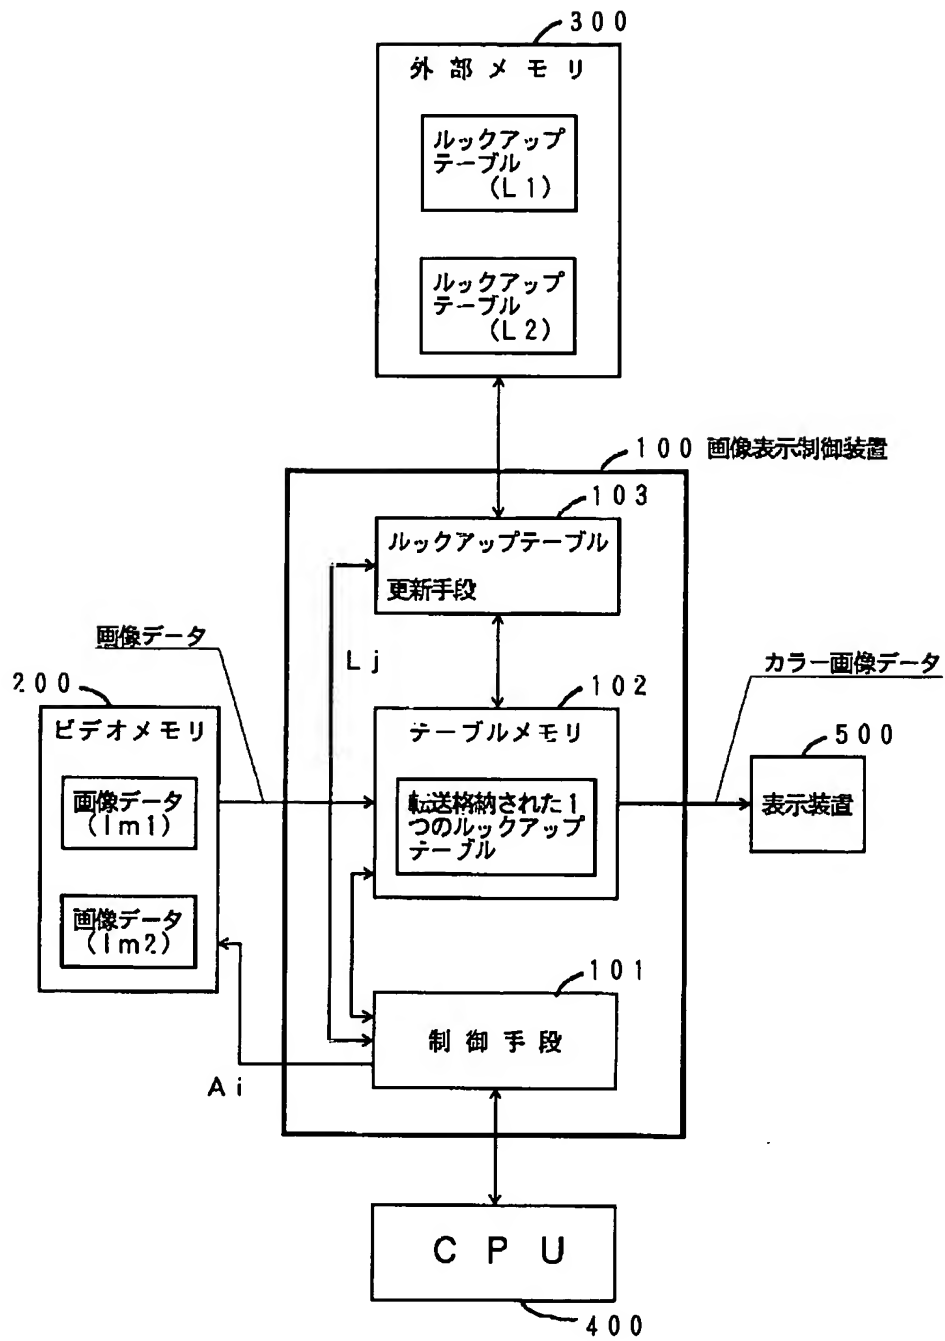 300
外部メモリ
ルックアップ
テーブル
(L1)
ルックアップ
テーブル
(L2)
100 画像表示制御装置
103
ルックアップテーブル
更新手段
画像データ
Lj
カラー画像データ
200
ビデオメモリ
画像データ
(Im1)
画像データ
(Im2)
102
テーブルメモリ
転送格納された1
つのルックアップ
テーブル
500
表示装置
101
制御手段
Ai
CPU
400